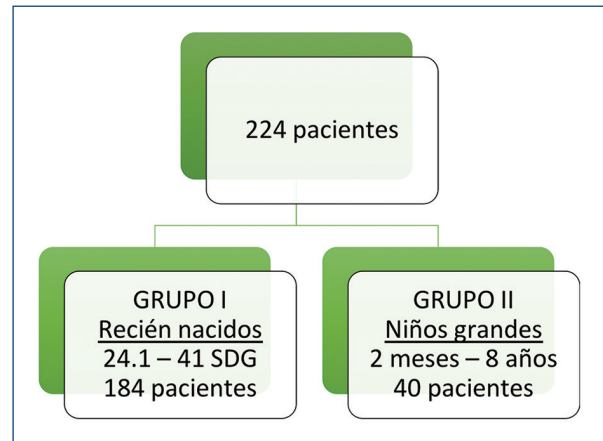 224 pacientes
GRUPO I
Recién nacidos
24.1 – 41 SDG
184 pacientes
GRUPO II
Niños grandes
2 meses – 8 años
40 pacientes